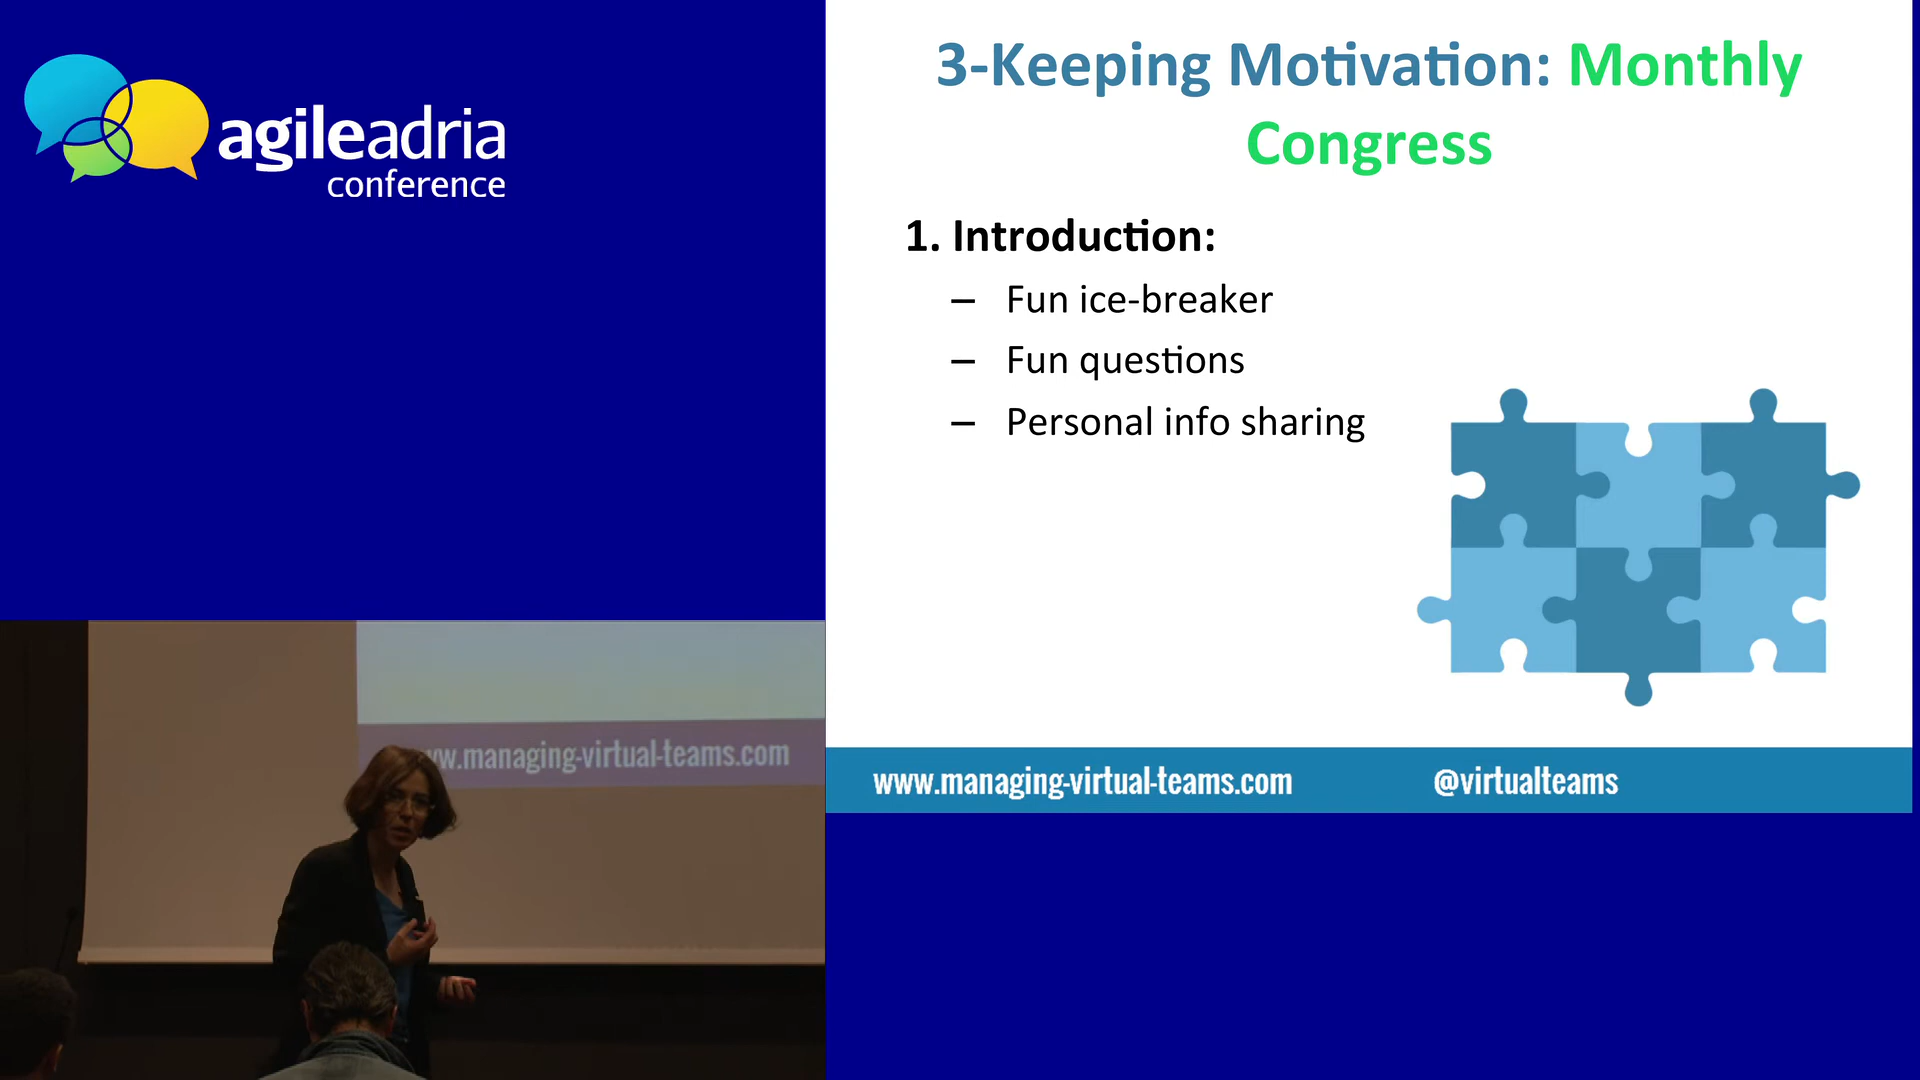 agileadria
conference
3-Keeping Motivation: Monthly
Congress
1. Introduction:
– Fun ice-breaker
– Fun questions
– Personal info sharing
www.managing-virtual-teams.com @virtualteams
w.managing-virtual-teams.com